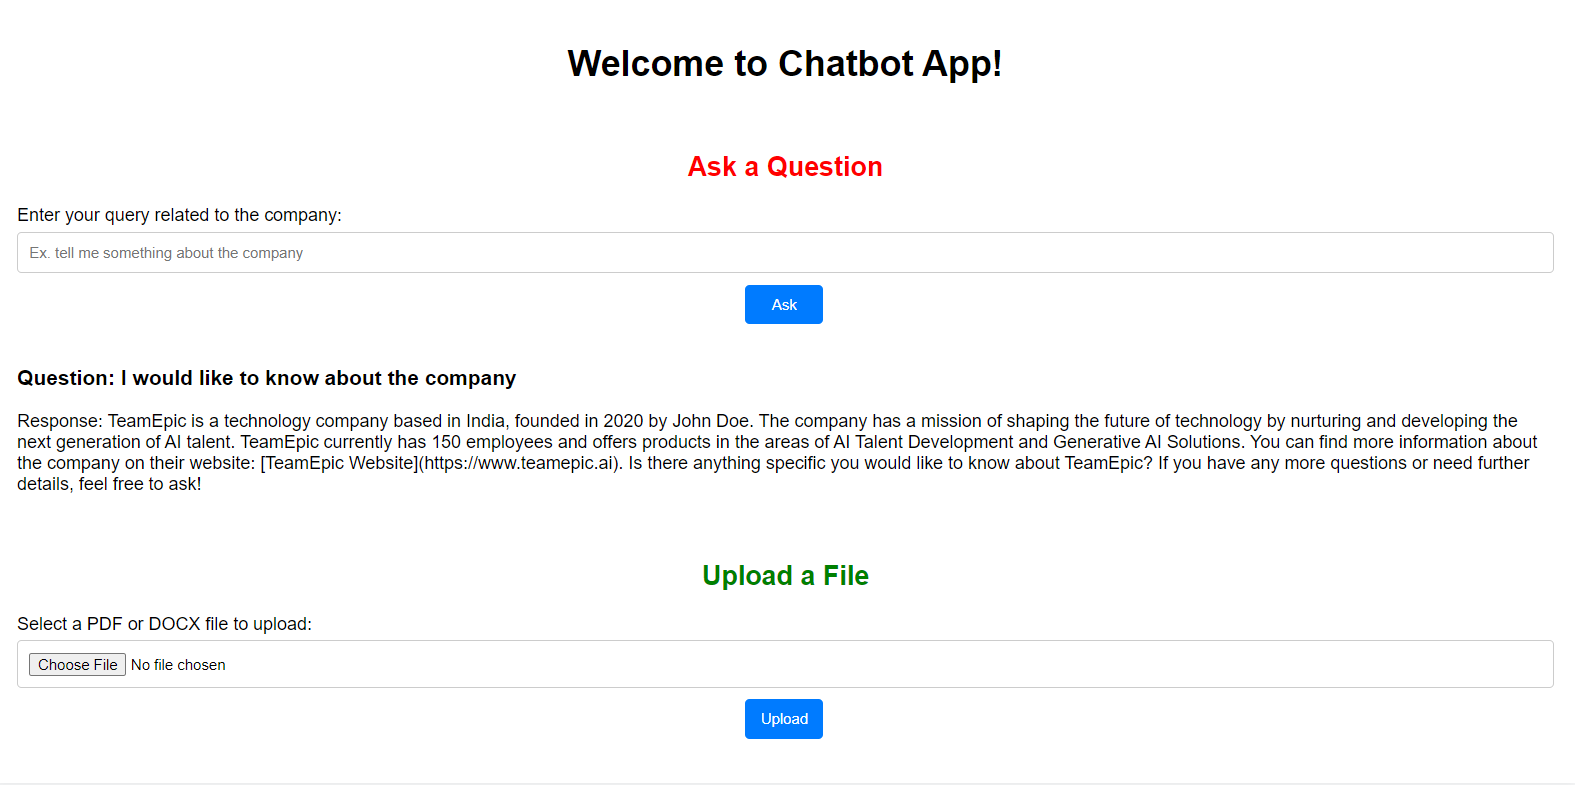 Welcome to Chatbot App!
Ask a Question
Enter your query related to the company:
Ex. tell me something about the company
Ask
Question: I would like to know about the company
Response: TeamEpic is a technology company based in India, founded in 2020 by John Doe. The company has a mission of shaping the future of technology by nurturing and developing the
next generation of AI talent. TeamEpic currently has 150 employees and offers products in the areas of AI Talent Development and Generative AI Solutions. You can find more information about
the company on their website: [TeamEpic Website](https://www.teamepic.ai). Is there anything specific you would like to know about TeamEpic? If you have any more questions or need further
details, feel free to ask!
Upload a File
Select a PDF or DOCX file to upload:
Choose File No file chosen
Upload